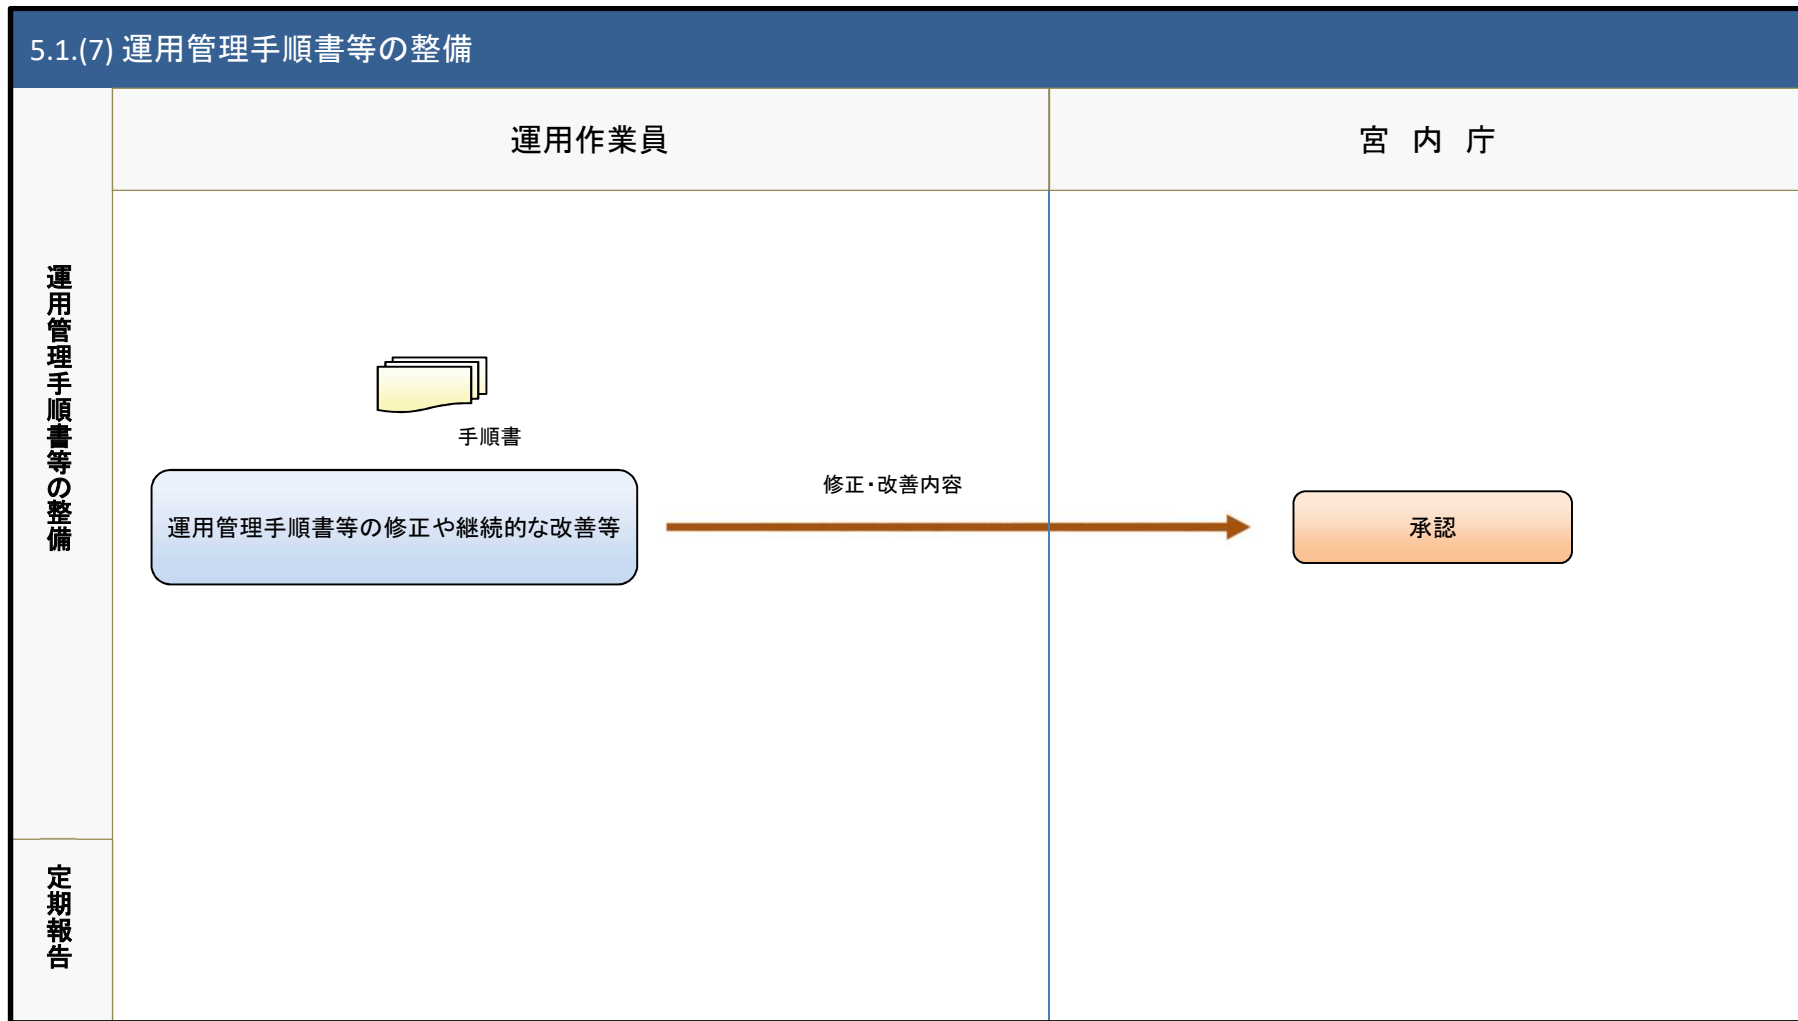 5.1.(7) 運用管理手順書等の整備
運用作業員
宮 内 庁
運用管理手順書等の整備
手順書
修正・改善内容
運用管理手順書等の修正や継続的な改善等
承認
定期報告